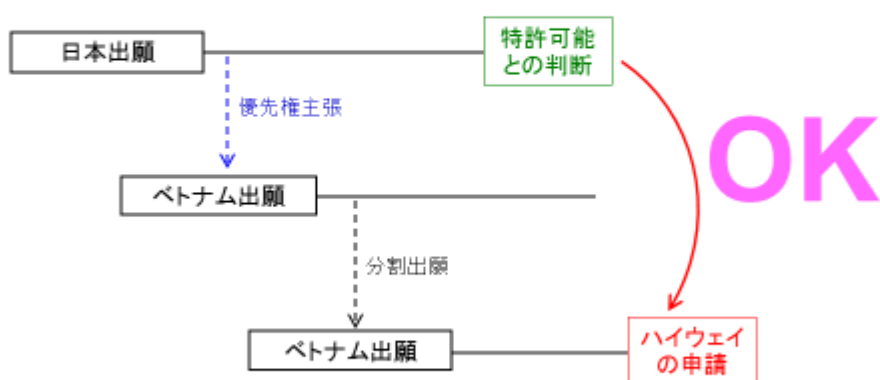 日本出願
特許可能
との判断
優先権主張
OK
ベトナム出願
分割出願
ベトナム出願
ハイウェイ
の申請